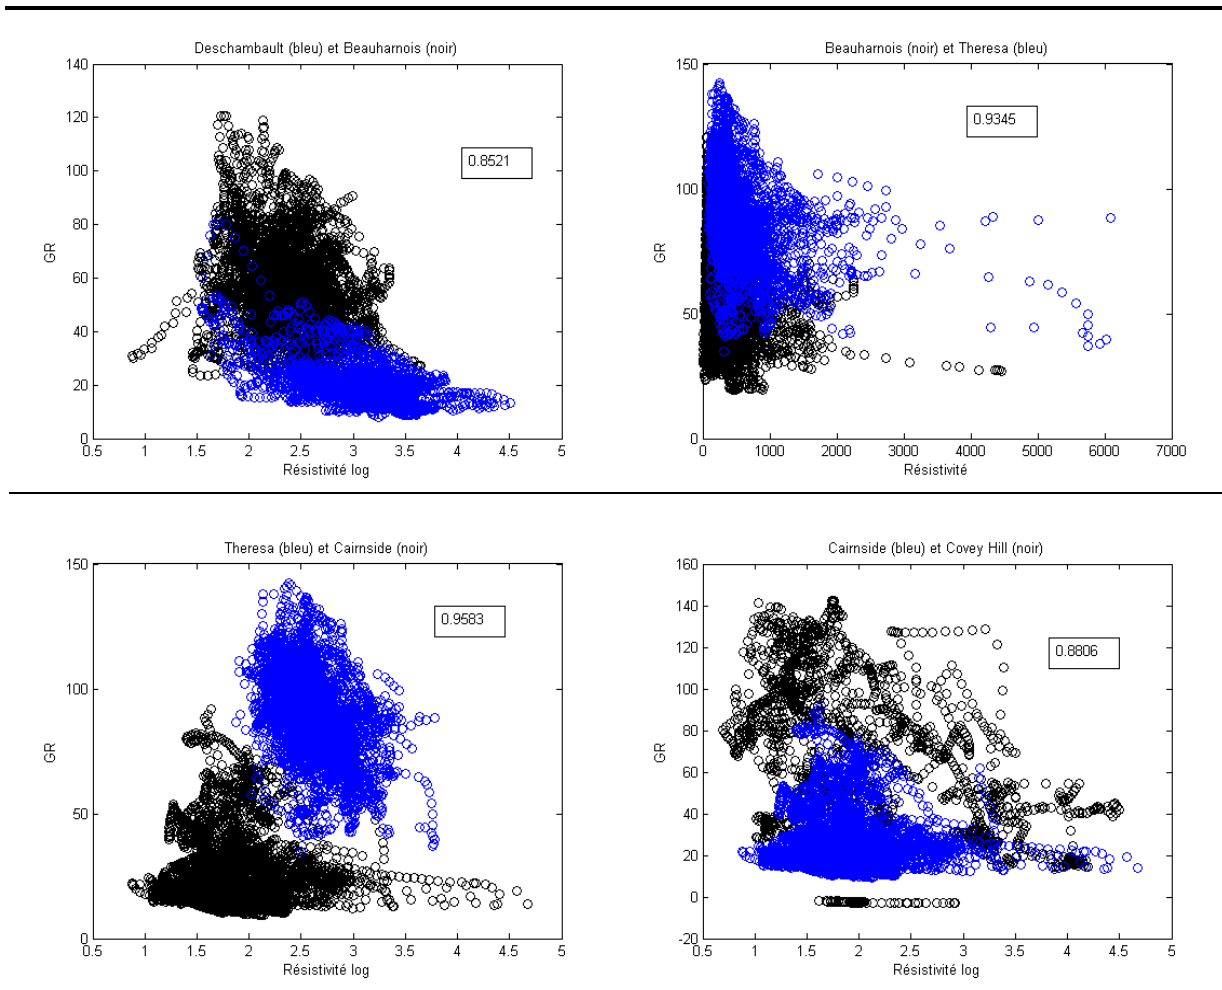 Deschambault (bleu) et Beauharnois (noir)
140
120
100
80
60
40
20
0
GR
0.8521
0.5 1 1.5 2 2.5 3 3.5 4 4.5 5
Résistivité log
Beauharnois (noir) et Theresa (bleu)
150
100
50
0
GR
0.9345
0 1000 2000 3000 4000 5000 6000 7000
Résistivité
Theresa (bleu) et Cairnside (noir)
150
100
50
0
GR
0.9583
0.5 1 1.5 2 2.5 3 3.5 4 4.5 5
Résistivité log
Cairnside (bleu) et Covey Hill (noir)
160
140
120
100
80
60
40
20
0
-20
GR
0.8806
0.5 1 1.5 2 2.5 3 3.5 4 4.5 5
Résistivité log